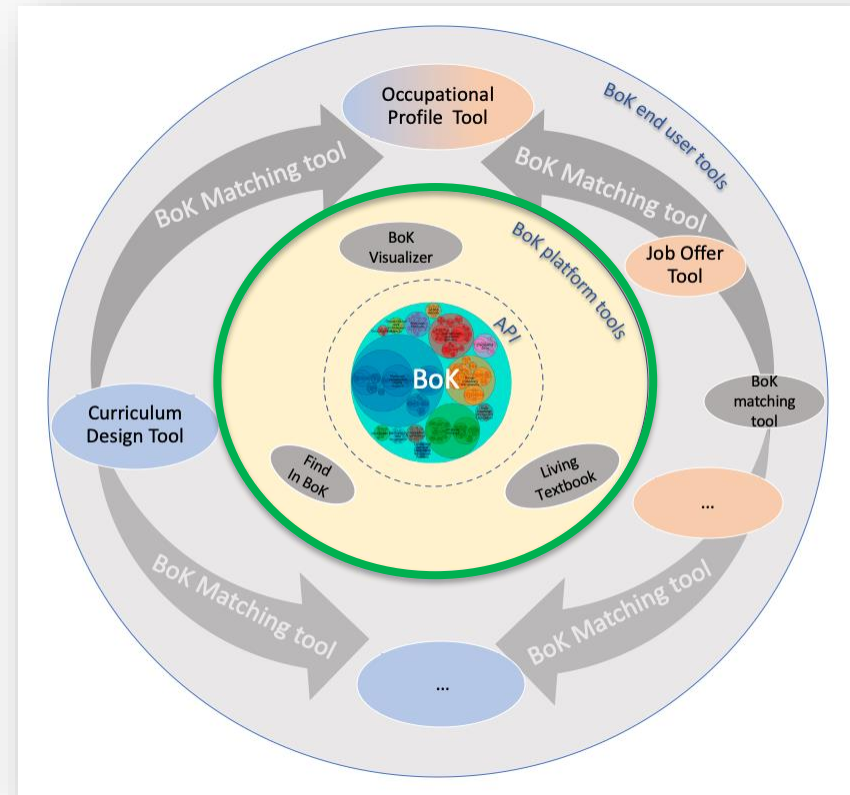 Occupational
Profile Tool
BoK end user tools
BoK Matching tool
BoK Matching tool
BoK
Visualizer
BoK platform tools
Job Offer
Tool
API
BoK
BoK
matching
tool
Curriculum
Design Tool
Find
In BoK
Living
Textbook
...
BoK Matching tool
BoK Matching tool
...